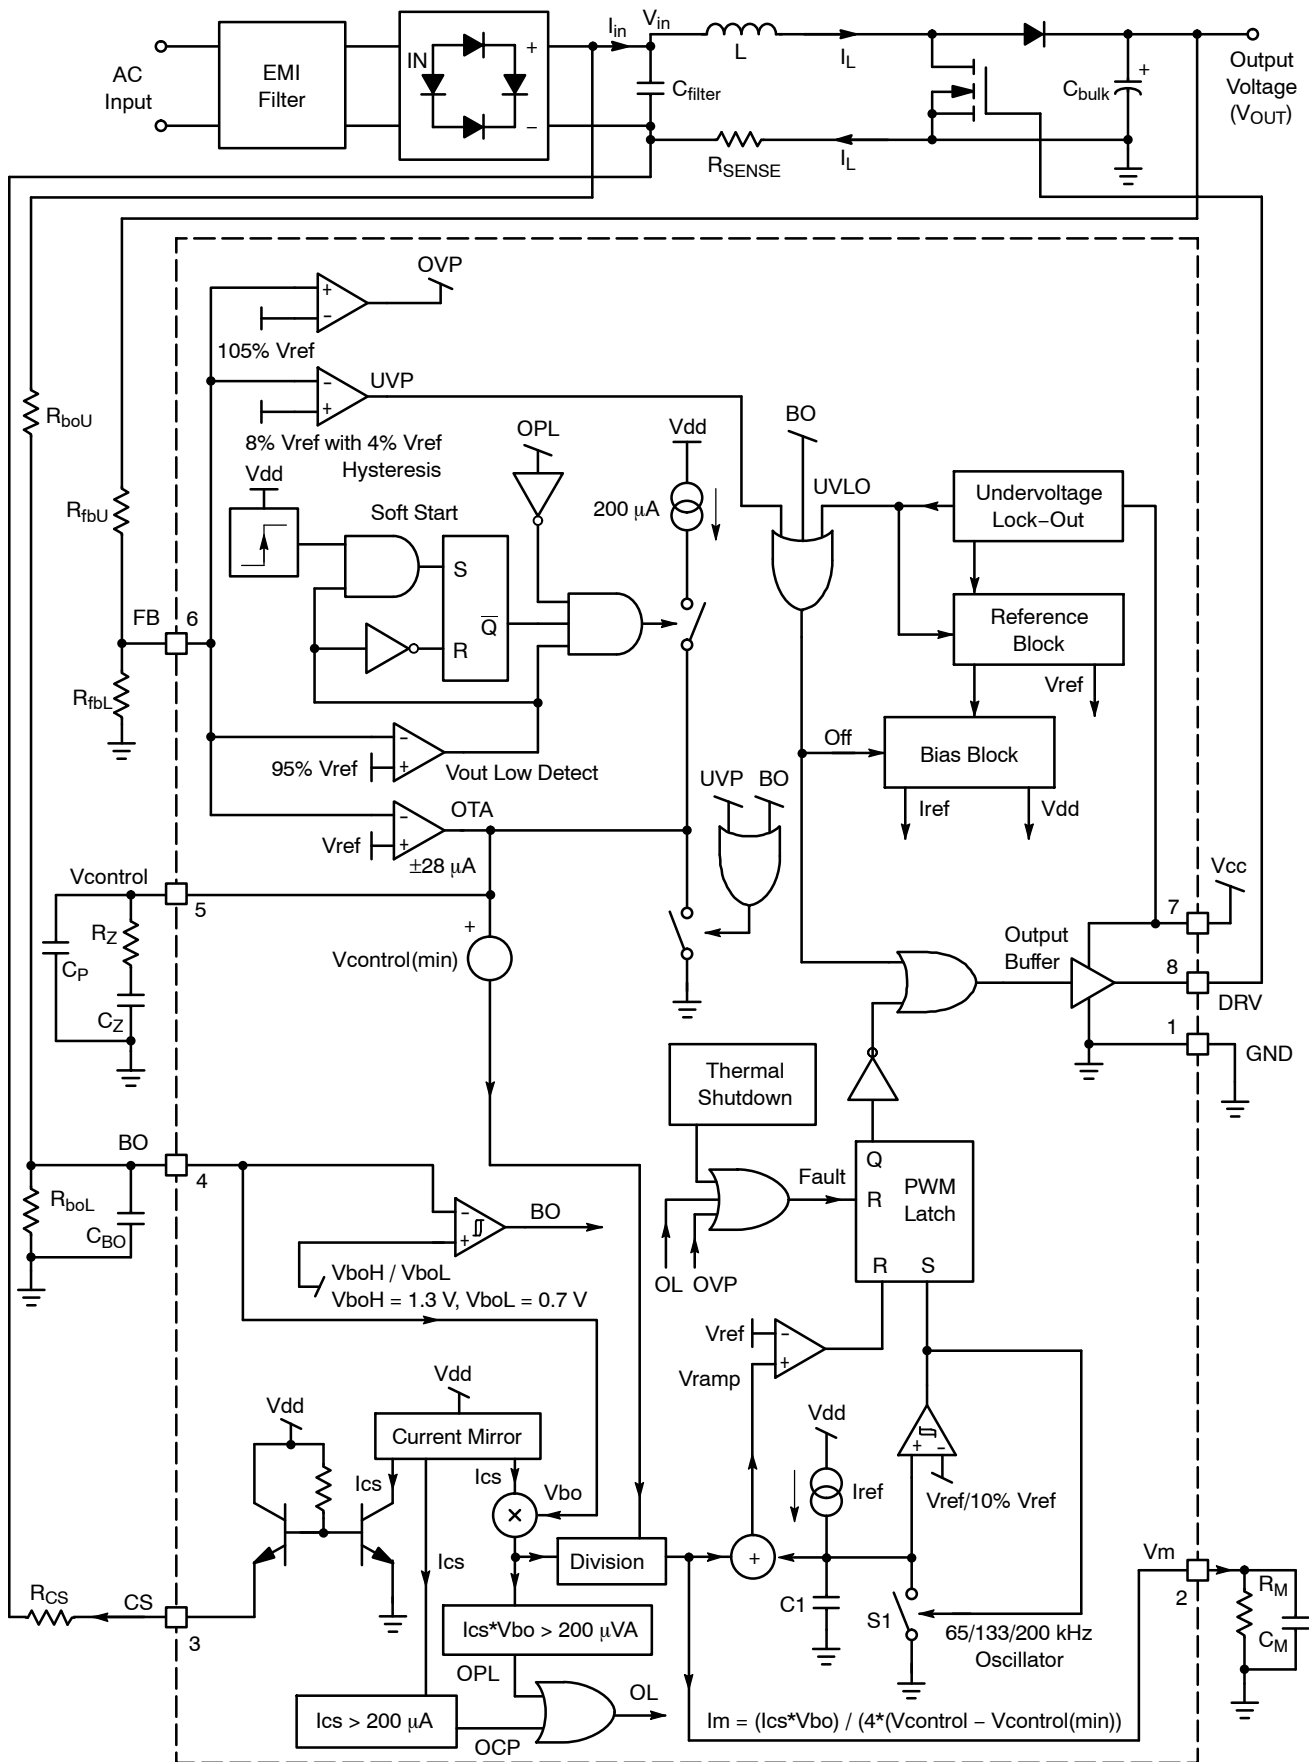 AC
Input
EMI
Filter
IN
+
−
Iin
Vin
Cfilter
L
IL
RSENSE
IL
Cbulk
+
Output
Voltage
(VOUT)
OVP
+
−
105% Vref
UVP
−
+
8% Vref with 4% Vref
Hysteresis
RboU
RfbU
RfbL
FB
6
Vdd
Soft Start
S
R
Q
OPL
Vdd
200 μA
BO
UVLO
Undervoltage
Lock−Out
Reference
Block
Vref
Off
Bias Block
Iref
Vdd
−
+
95% Vref
Vout Low Detect
−
+
Vref
OTA
±28 μA
UVP
BO
Vcontrol
5
RZ
CP
CZ
+
Vcontrol(min)
Output
Buffer
Vcc
7
8
DRV
1
GND
Thermal
Shutdown
Q
R
PWM
Latch
R
S
Fault
OL
OVP
BO
4
RboL
CBO
−
+
BO
VboH / VboL
VboH = 1.3 V, VboL = 0.7 V
Vref
−
+
Vramp
Vdd
Vdd
Current Mirror
Ics
Ics
Vbo
×
Ics
Division
+
Vdd
Iref
+
−
Vref/10% Vref
C1
S1
65/133/200 kHz
Oscillator
Vm
2
RM
CM
RCS
CS
3
Ics*Vbo > 200 μVA
OPL
OL
Ics > 200 μA
OCP
Im = (Ics*Vbo) / (4*(Vcontrol − Vcontrol(min))